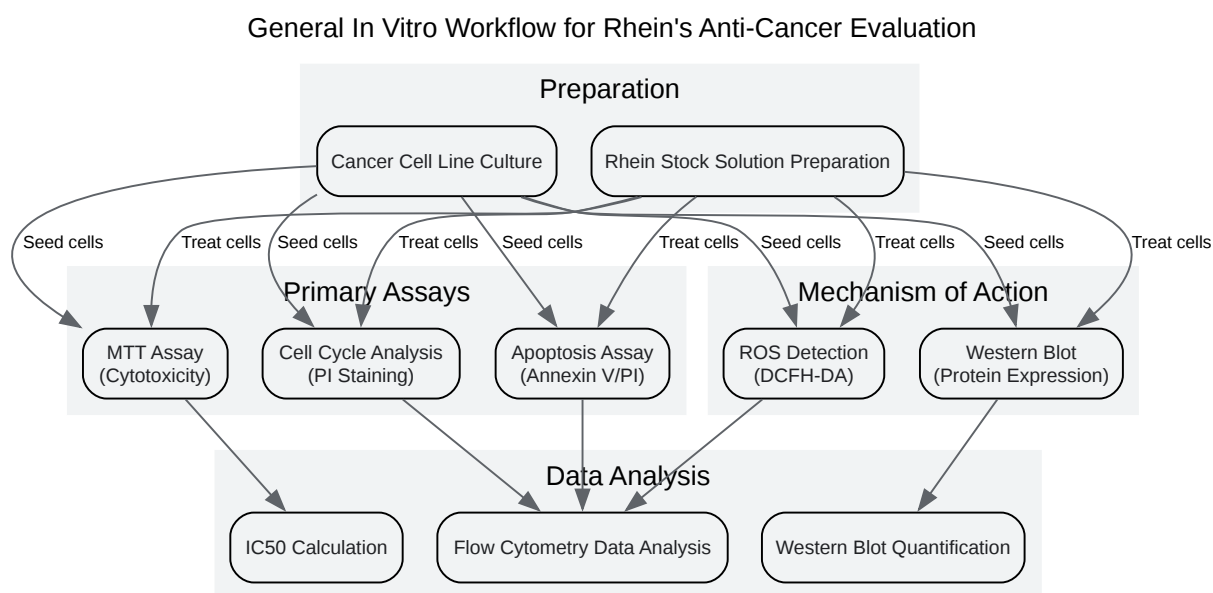 General In Vitro Workflow for Rhein's Anti-Cancer Evaluation
Preparation
Cancer Cell Line Culture
Rhein Stock Solution Preparation
Seed cells
Treat cells
Seed cells
Treat cells
Seed cells
Treat cells
Seed cells
Treat cells
Seed cells
Treat cells
Primary Assays
Mechanism of Action
MTT Assay
(Cytotoxicity)
Cell Cycle Analysis
(PI Staining)
Apoptosis Assay
(Annexin V/PI)
ROS Detection
(DCFH-DA)
Western Blot
(Protein Expression)
Data Analysis
IC50 Calculation
Flow Cytometry Data Analysis
Western Blot Quantification